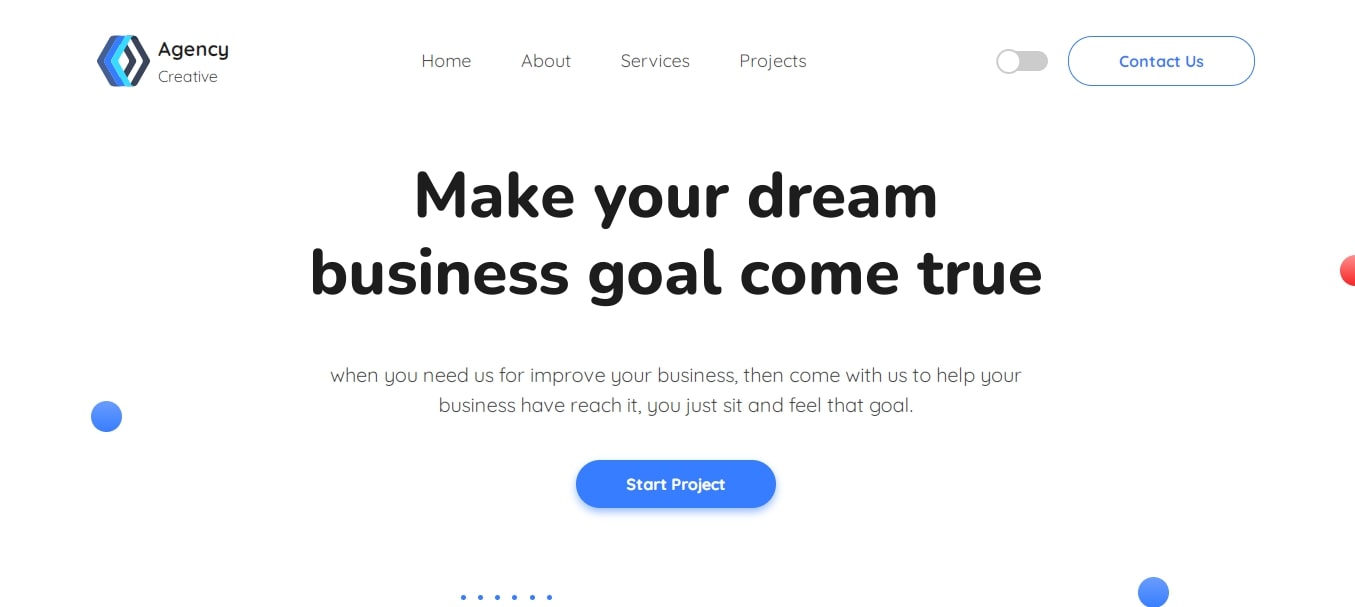 Agency
Creative
Home
About
Services
Projects
Contact Us
Make your dream
business goal come true
when you need us for improve your business, then come with us to help your
business have reach it, you just sit and feel that goal.
Start Project